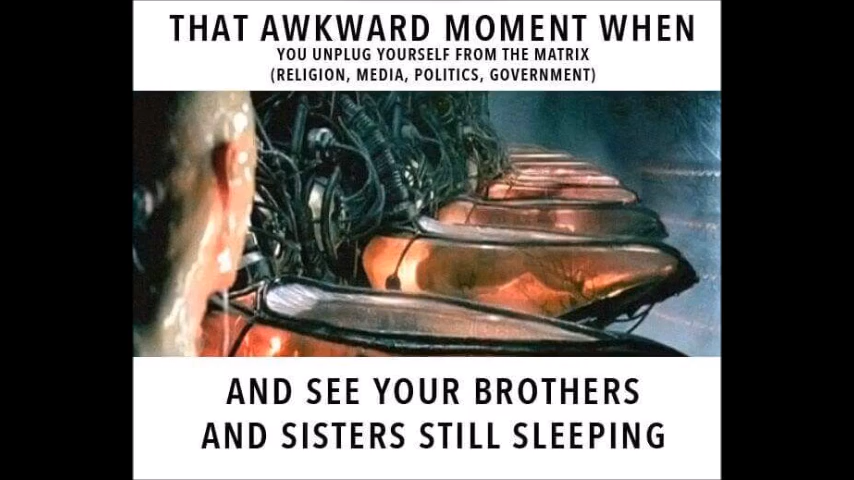 THAT AWKWARD MOMENT WHEN
YOU UNPLUG YOURSELF FROM THE MATRIX
(RELIGION, MEDIA, POLITICS, GOVERNMENT)
AND SEE YOUR BROTHERS
AND SISTERS STILL SLEEPING